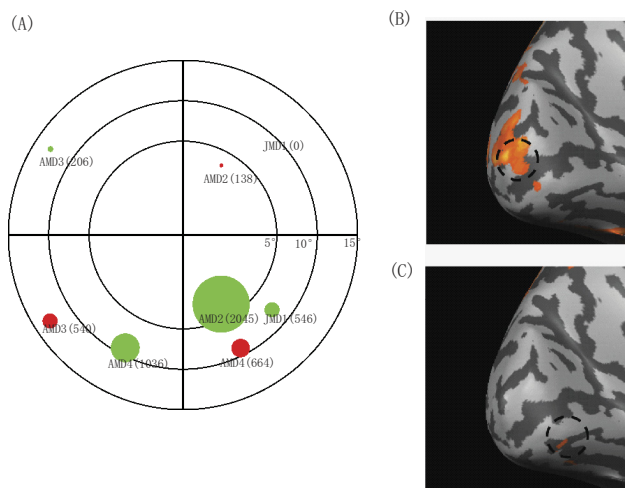 (A)
(B)
JMD1(0)
AMD3(206)
AMD2(138)
5° 10° 15°
AMD2(2045) JMD1(546)
AMD3(540)
AMD4(1036) AMD4(664)
(C)